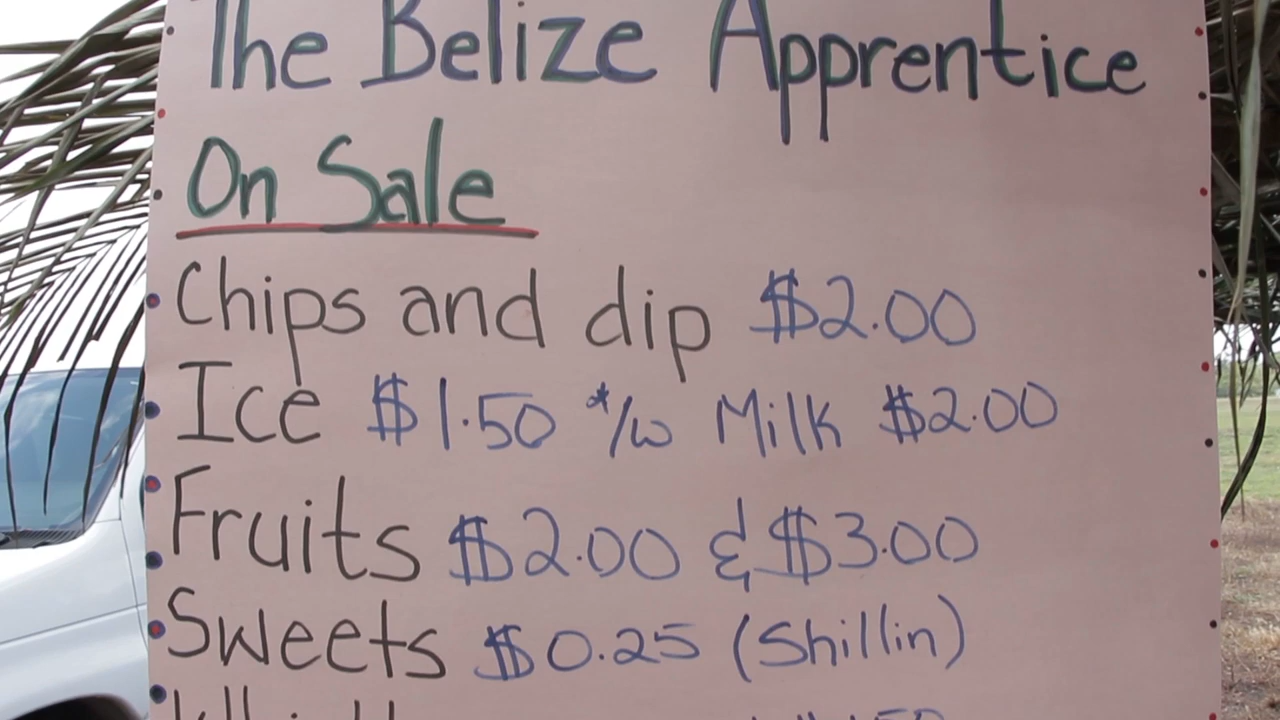 The Belize Apprentice
On Sale
Chips and dip $2.00
Ice $1.50 */w Milk $2.00
Fruits $2.00 & $3.00
Sweets $0.25 (Shillin)